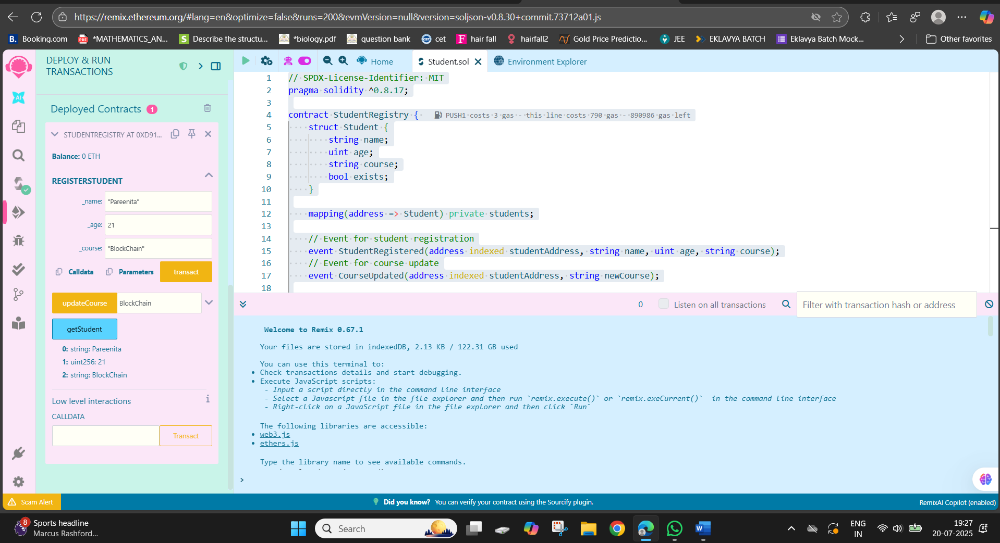 https://remix.ethereum.org/#lang=en&optimize=false&runs=200&evmVersion=null&version=soljson-v0.8.30+commit.73712a01.js
B. Booking.com
PDF *MATHEMATICS_AN...
S Describe the structu...
*biology.pdf
question bank
CET cet
F hair fall
hairfall2
Gold Price Predictio...
JEE
EKLAVYA BATCH
Eklavya Batch Mock...
Other favorites
DEPLOY & RUN
TRANSACTIONS
AI
Deployed Contracts 1
STUDENTREGISTRY AT 0XD91...
Balance: 0 ETH
REGISTERSTUDENT
_name: "Pareenita"
_age: 21
_course: "BlockChain"
Calldata Parameters transact
updateCourse BlockChain
getStudent
0: string: Pareenita
1: uint256: 21
2: string: BlockChain
Low level interactions
i
CALLDATA
Transact
Home
Student.sol
Environment Explorer
1 // SPDX-License-Identifier: MIT
2 pragma solidity ^0.8.17;
3
4 contract StudentRegistry { PUSH1 costs 3 gas - this line costs 790 gas - 890986 gas left
5 struct Student {
6 string name;
7 uint age;
8 string course;
9 bool exists;
10 }
11
12 mapping(address => Student) private students;
13
14 // Event for student registration
15 event StudentRegistered(address indexed studentAddress, string name, uint age, string course);
16 // Event for course update
17 event CourseUpdated(address indexed studentAddress, string newCourse);
18
0 Listen on all transactions Filter with transaction hash or address
Welcome to Remix 0.67.1
Your files are stored in indexedDB, 2.13 KB / 122.31 GB used
You can use this terminal to:
• Check transactions details and start debugging.
• Execute JavaScript scripts:
- Input a script directly in the command line interface
- Select a Javascript file in the file explorer and then run `remix.execute()` or `remix.exeCurrent()` in the command line interface
- Right-click on a JavaScript file in the file explorer and then click `Run`
The following libraries are accessible:
• web3.js
• ethers.js
Type the library name to see available commands.
>
Scam Alert
Did you know? You can verify your contract using the Sourcify plugin.
RemixAI Copilot (enabled)
8
Sports headline
Marcus Rashford...
Search
W
ENG
IN
19:27
20-07-2025